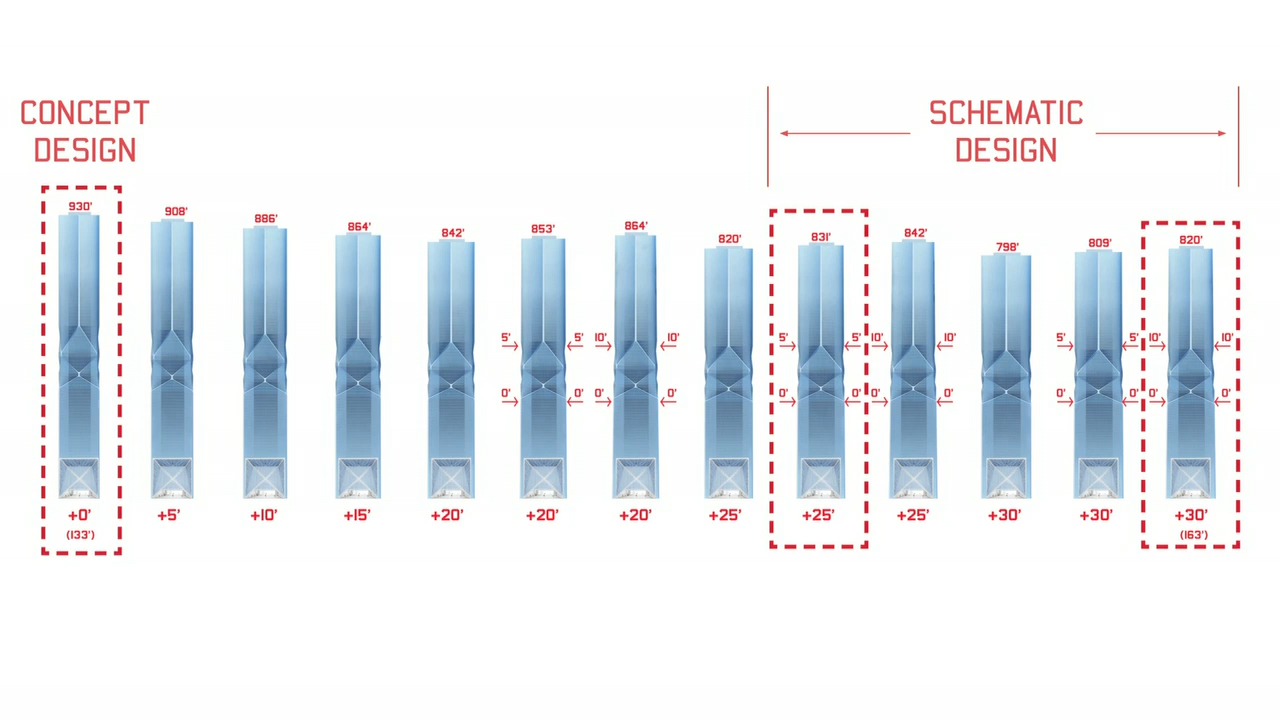 CONCEPT
DESIGN
SCHEMATIC
DESIGN
930'
908'
886'
864'
842'
853'
864'
820'
831'
842'
798'
809'
820'
5' 5' 10' 10' 5' 5' 10' 10' 5' 5' 10' 10'
0' 0' 0' 0' 0' 0' 0' 0' 0' 0' 0' 0'
+0' +5' +10' +15' +20' +20' +20' +25' +25' +25' +30' +30' +30'
(133') (163')